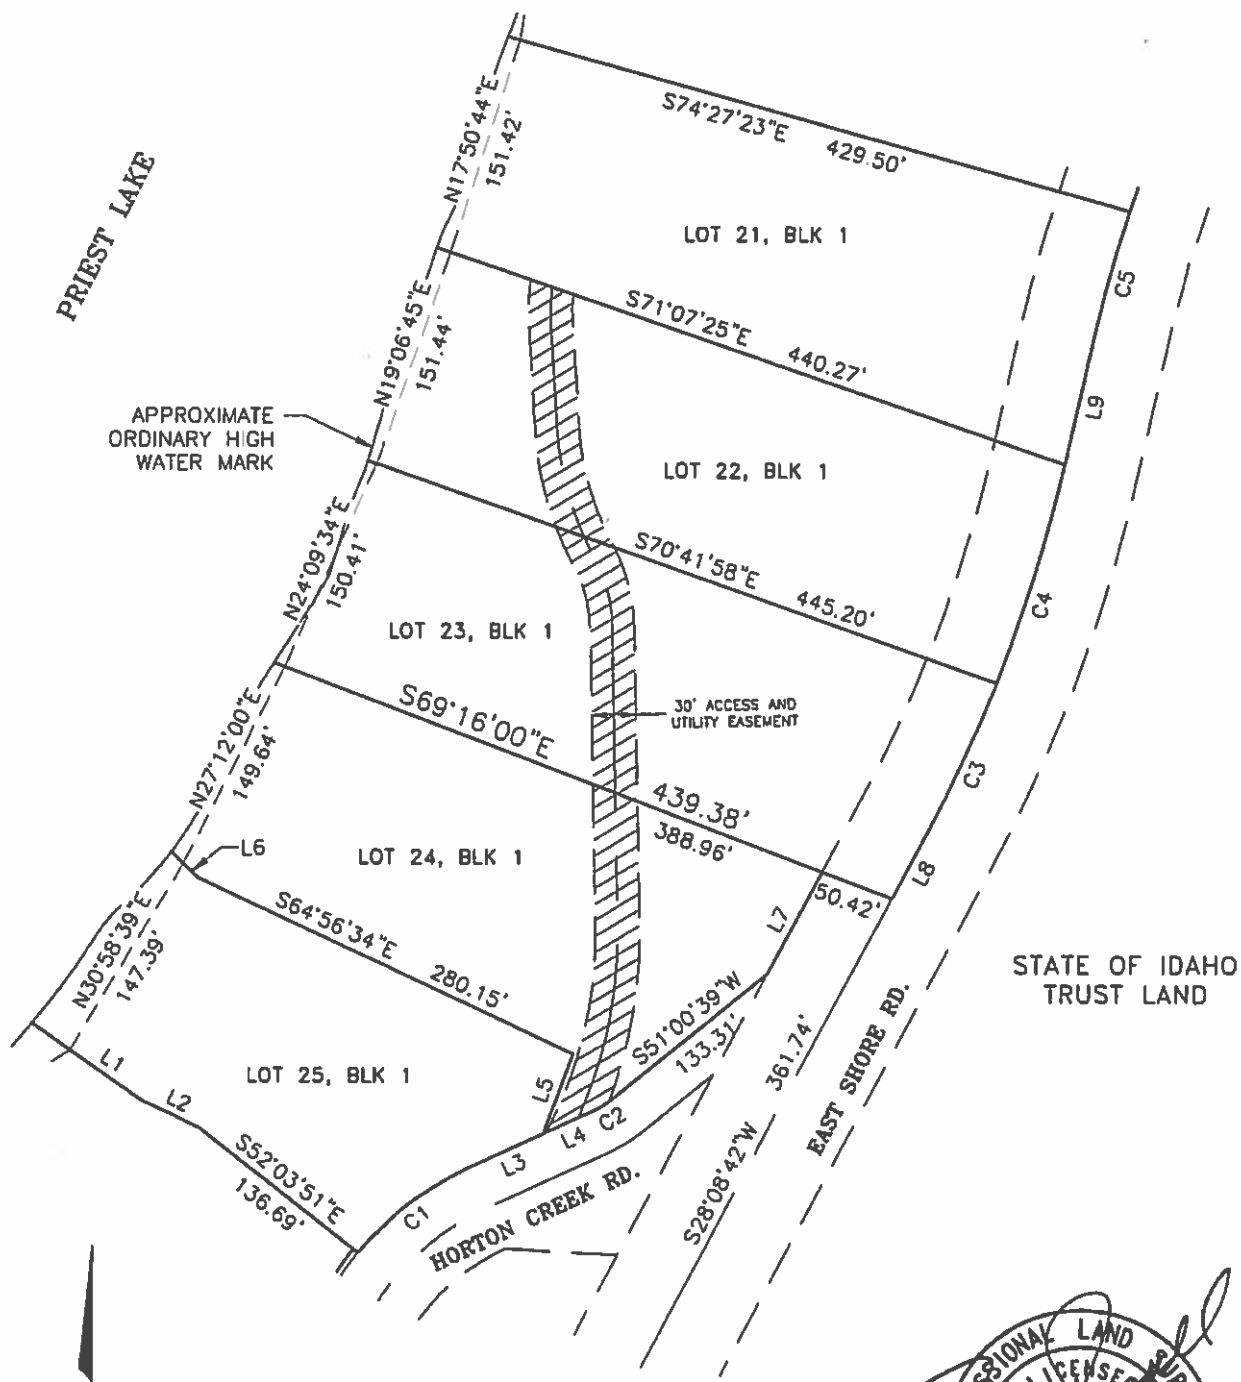 S74°27'23"E 429.50'
N17°50'44"E
151.42'
PRIEST LAKE
LOT 21, BLK 1
C5
S71°07'25"E 440.27'
N19°06'45"E
151.44'
L9
APPROXIMATE
ORDINARY HIGH
WATER MARK
LOT 22, BLK 1
S70°41'58"E 445.20'
N24°09'34"E
150.41'
C4
LOT 23, BLK 1
S69°16'00"E 439.38'
388.96'
50.42'
30' ACCESS AND
UTILITY EASEMENT
N27°12'00"E
149.64'
C3
L8
L6
LOT 24, BLK 1
L7
S64°56'34"E 280.15'
N30°58'39"E
147.39'
STATE OF IDAHO
TRUST LAND
S51°00'39"W
133.31'
L1
L2
LOT 25, BLK 1
L5
L4
C2
L3
EAST SHORE RD.
S28°08'42"W 361.74'
S52°03'51"E
136.69'
C1
HORTON CREEK RD.
LAND
LICENSED